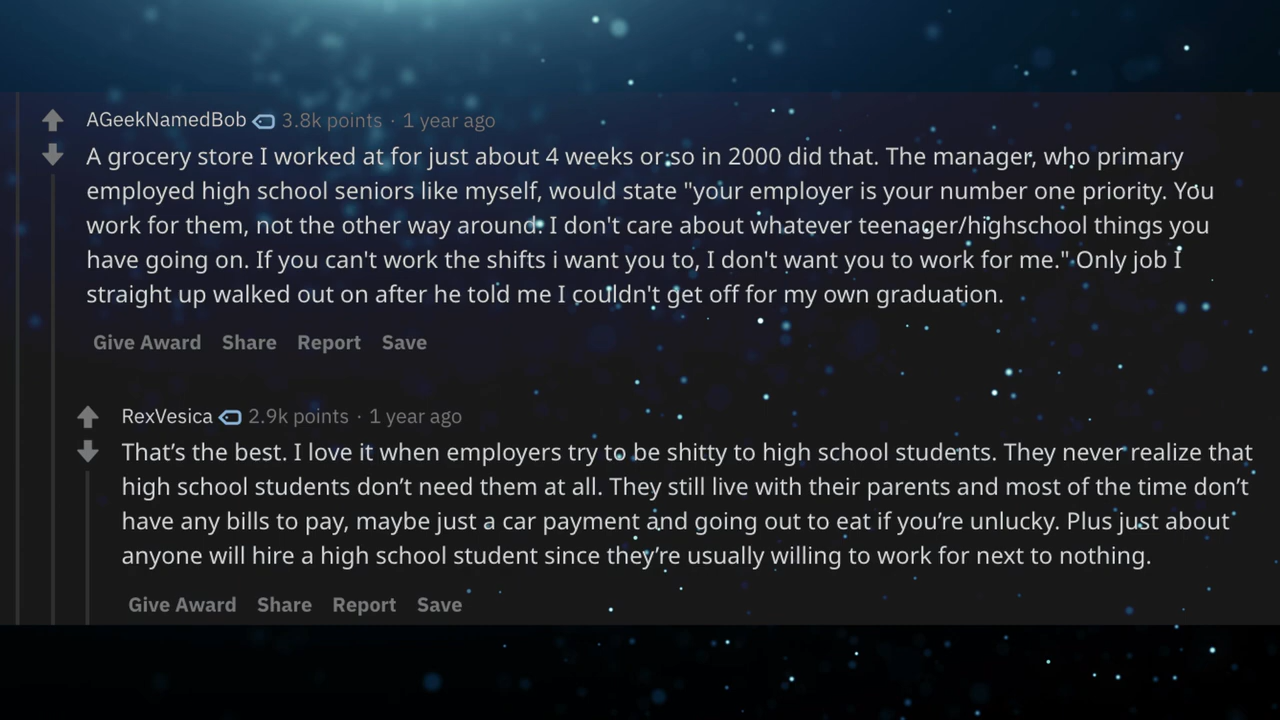 AGeekNamedBob 3.8k points · 1 year ago
A grocery store I worked at for just about 4 weeks or so in 2000 did that. The manager, who primary
employed high school seniors like myself, would state "your employer is your number one priority. You
work for them, not the other way around. I don't care about whatever teenager/highschool things you
have going on. If you can't work the shifts i want you to, I don't want you to work for me." Only job I
straight up walked out on after he told me I couldn't get off for my own graduation.
Give Award Share Report Save
RexVesica 2.9k points · 1 year ago
That’s the best. I love it when employers try to be shitty to high school students. They never realize that
high school students don’t need them at all. They still live with their parents and most of the time don’t
have any bills to pay, maybe just a car payment and going out to eat if you’re unlucky. Plus just about
anyone will hire a high school student since they’re usually willing to work for next to nothing.
Give Award Share Report Save